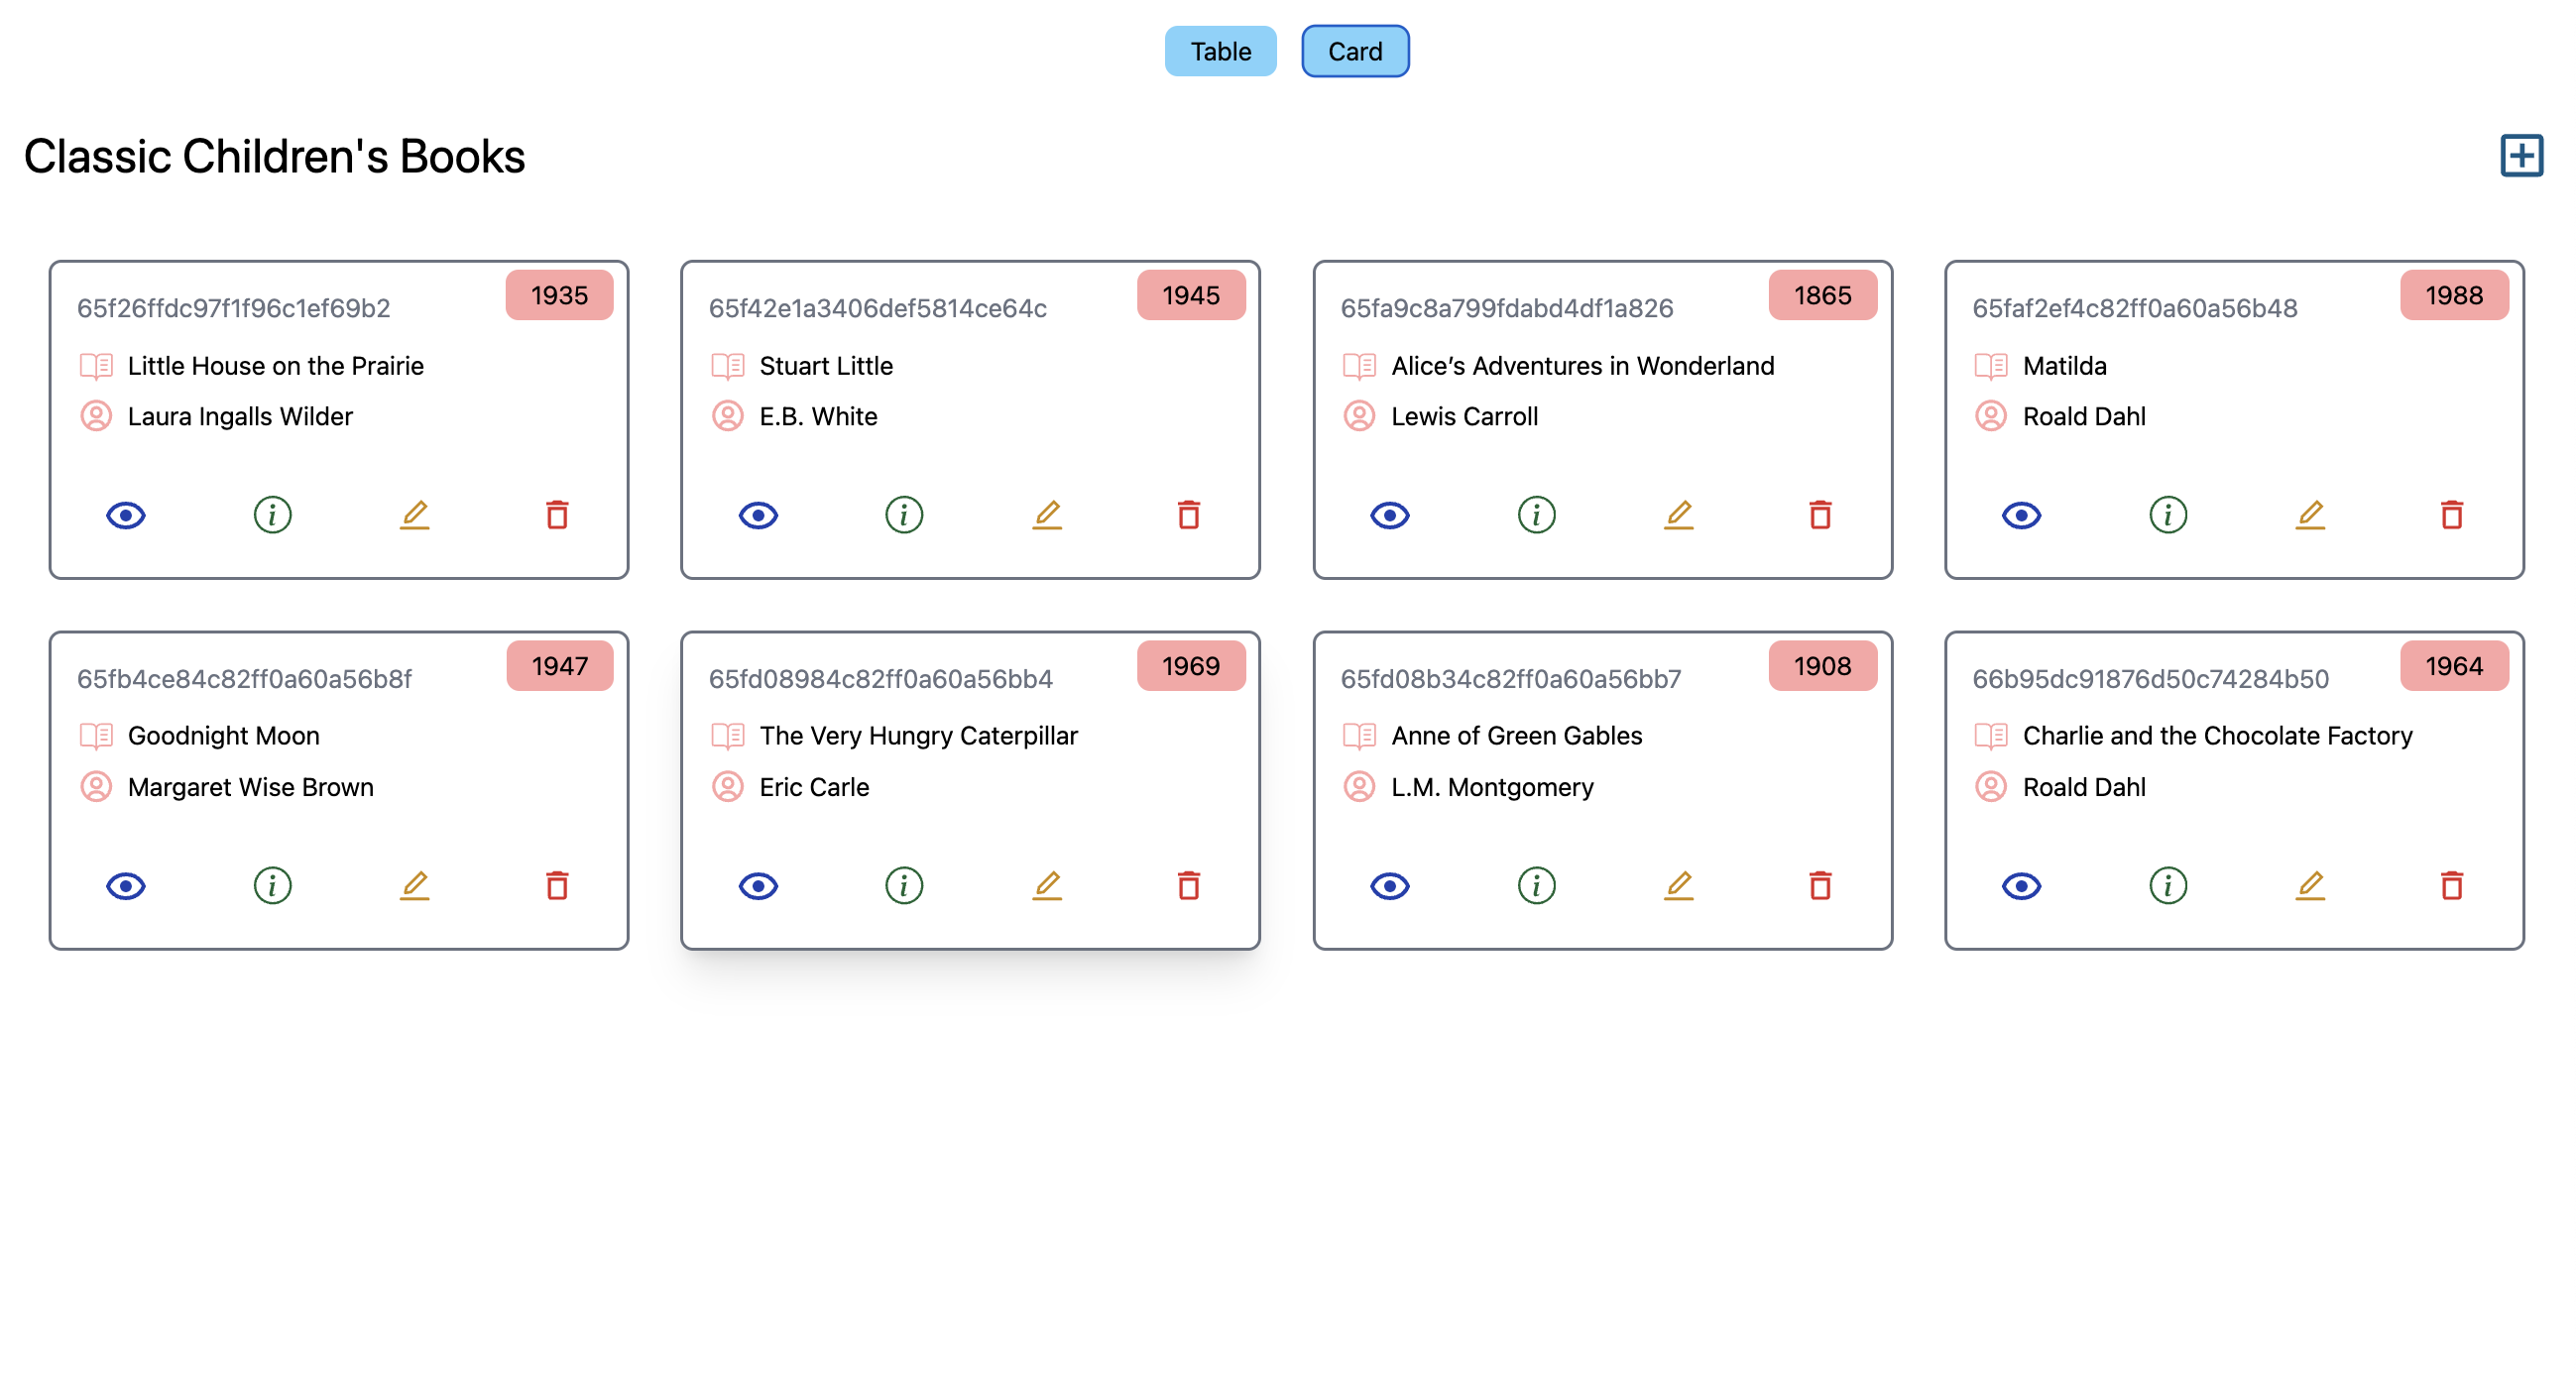 Table Card
Classic Children's Books
65f26ffdc97f1f96c1ef69b2 1935
Little House on the Prairie
Laura Ingalls Wilder
65f42e1a3406def5814ce64c 1945
Stuart Little
E.B. White
65fa9c8a799fdabd4df1a826 1865
Alice’s Adventures in Wonderland
Lewis Carroll
65faf2ef4c82ff0a60a56b48 1988
Matilda
Roald Dahl
65fb4ce84c82ff0a60a56b8f 1947
Goodnight Moon
Margaret Wise Brown
65fd08984c82ff0a60a56bb4 1969
The Very Hungry Caterpillar
Eric Carle
65fd08b34c82ff0a60a56bb7 1908
Anne of Green Gables
L.M. Montgomery
66b95dc91876d50c74284b50 1964
Charlie and the Chocolate Factory
Roald Dahl